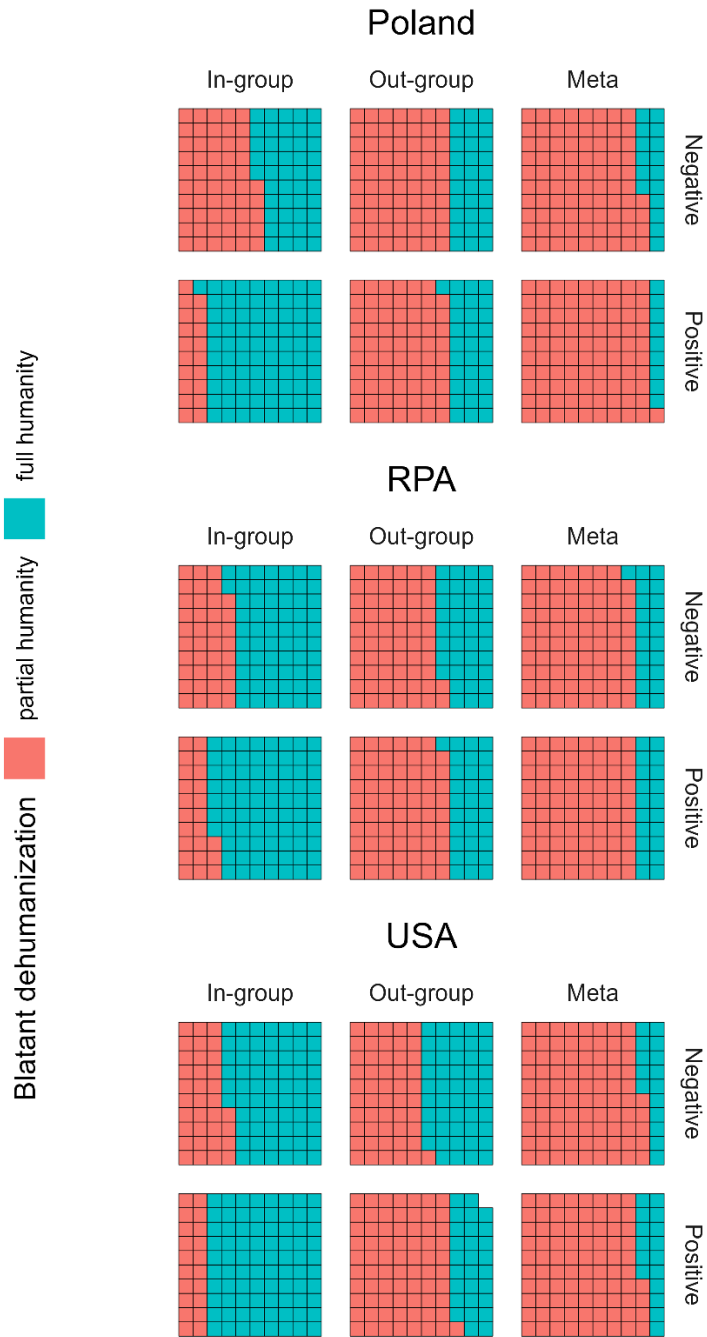 Poland
In-group Out-group Meta
Negative
Positive
RPA
In-group Out-group Meta
Negative
Positive
USA
In-group Out-group Meta
Negative
Positive
Blatant dehumanization partial humanity full humanity